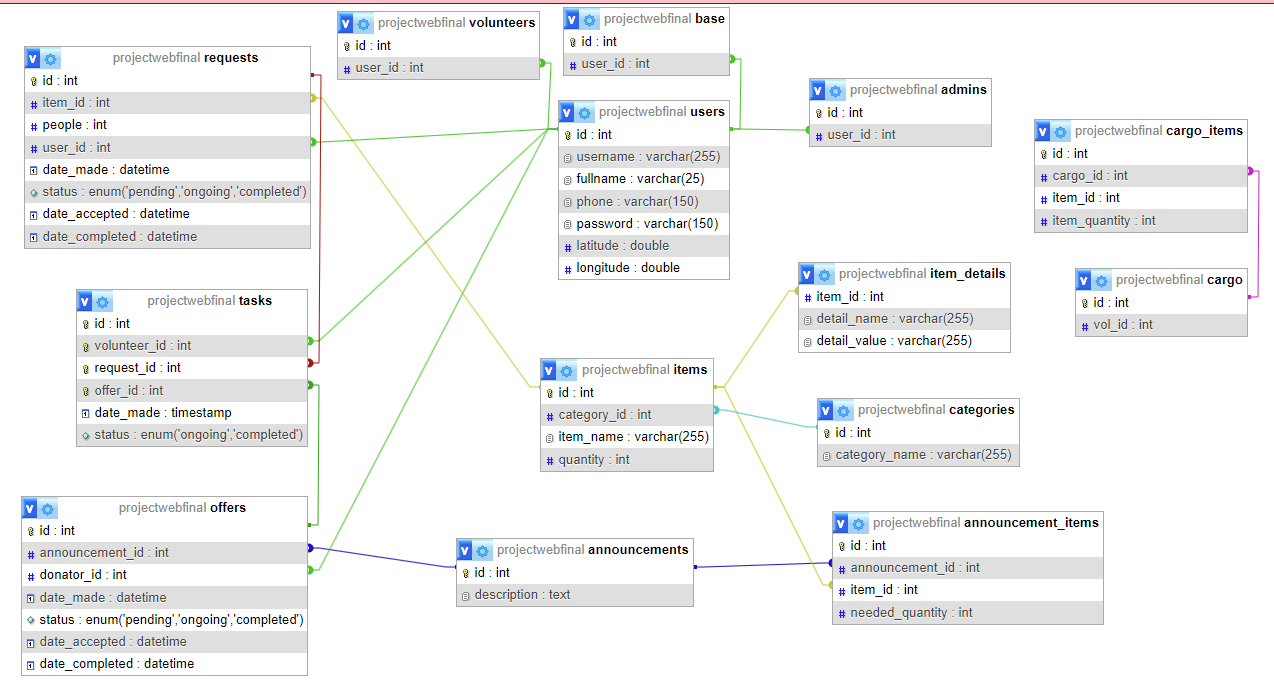 projectwebfinal volunteers
id : int
user_id : int
projectwebfinal base
id : int
user_id : int
projectwebfinal requests
id : int
item_id : int
people : int
user_id : int
date_made : datetime
status : enum('pending','ongoing','completed')
date_accepted : datetime
date_completed : datetime
projectwebfinal users
id : int
username : varchar(255)
fullname : varchar(25)
phone : varchar(150)
password : varchar(150)
latitude : double
longitude : double
projectwebfinal admins
id : int
user_id : int
projectwebfinal cargo_items
id : int
cargo_id : int
item_id : int
item_quantity : int
projectwebfinal cargo
id : int
vol_id : int
projectwebfinal item_details
item_id : int
detail_name : varchar(255)
detail_value : varchar(255)
projectwebfinal tasks
id : int
volunteer_id : int
request_id : int
offer_id : int
date_made : timestamp
status : enum('ongoing','completed')
projectwebfinal items
id : int
category_id : int
item_name : varchar(255)
quantity : int
projectwebfinal categories
id : int
category_name : varchar(255)
projectwebfinal offers
id : int
announcement_id : int
donator_id : int
date_made : datetime
status : enum('pending','ongoing','completed')
date_accepted : datetime
date_completed : datetime
projectwebfinal announcements
id : int
description : text
projectwebfinal announcement_items
id : int
announcement_id : int
item_id : int
needed_quantity : int